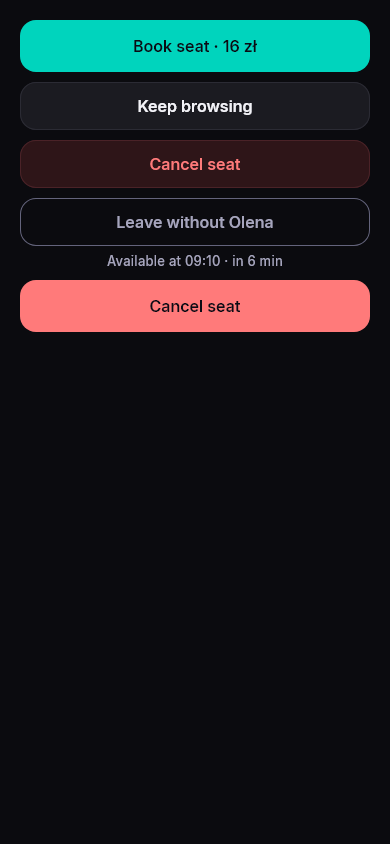 Book seat · 16 zł
Keep browsing
Cancel seat
Leave without Olena
Available at 09:10 · in 6 min
Cancel seat